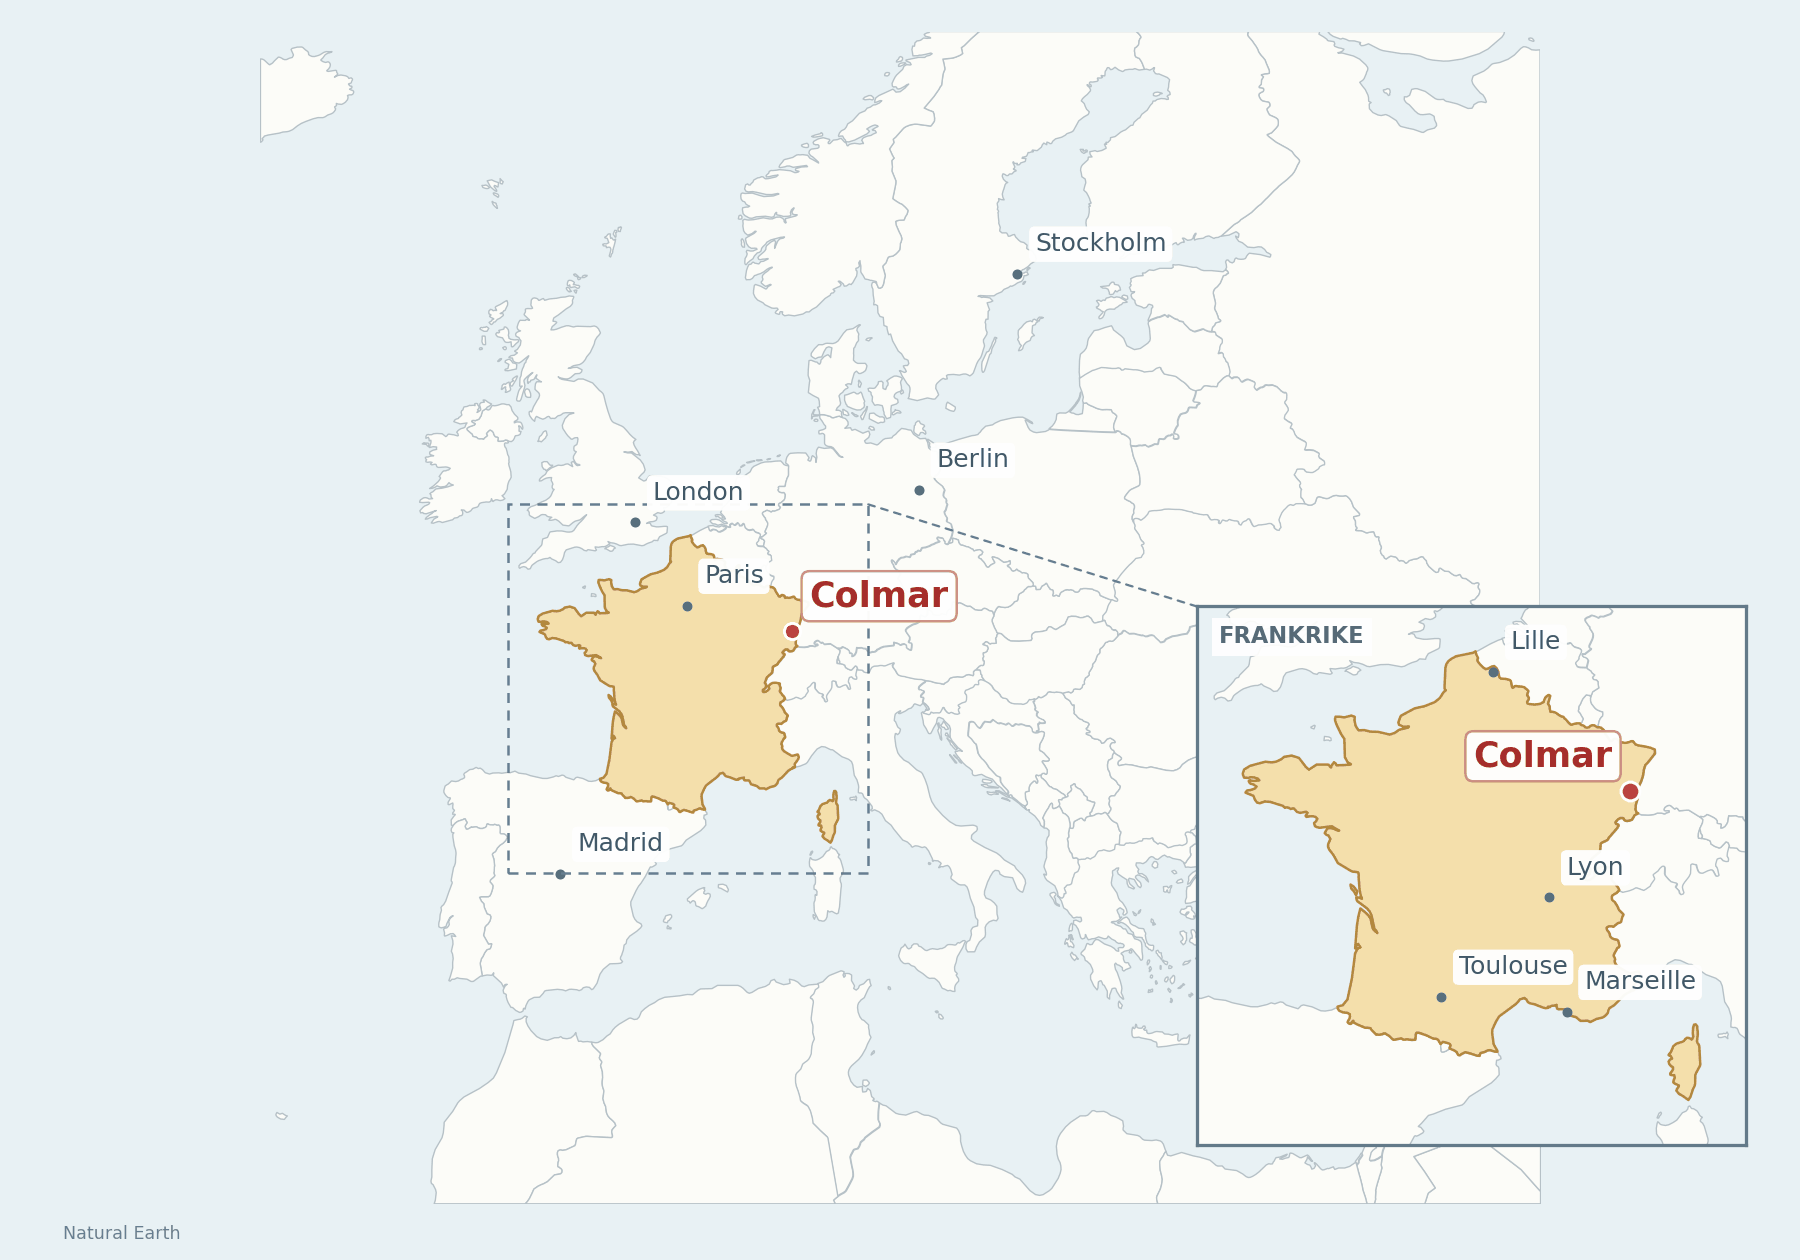 Stockholm
Berlin
London
Paris
Colmar
Madrid
FRANKRIKE
Lille
Colmar
Lyon
Toulouse
Marseille
Natural Earth